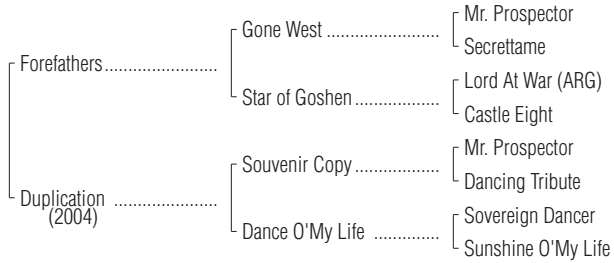 Mr. Prospector
Gone West ......................
Secrettame
Forefathers......................
Lord At War (ARG)
Star of Goshen .................
Castle Eight
Mr. Prospector
Souvenir Copy .................
Dancing Tribute
Duplication ....................
(2004)
Sovereign Dancer
Dance O'My Life .............
Sunshine O'My Life